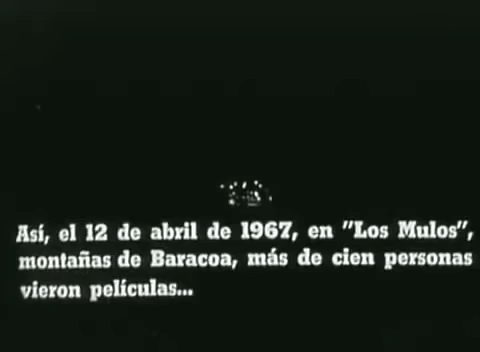 Así, el 12 de abril de 1967, en "Los Mulos",
montañas de Baracoa, más de cien personas
vieron películas...